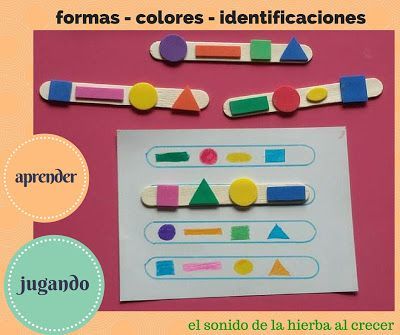 formas - colores - identificaciones
aprender
jugando
el sonido de la hierba al crecer